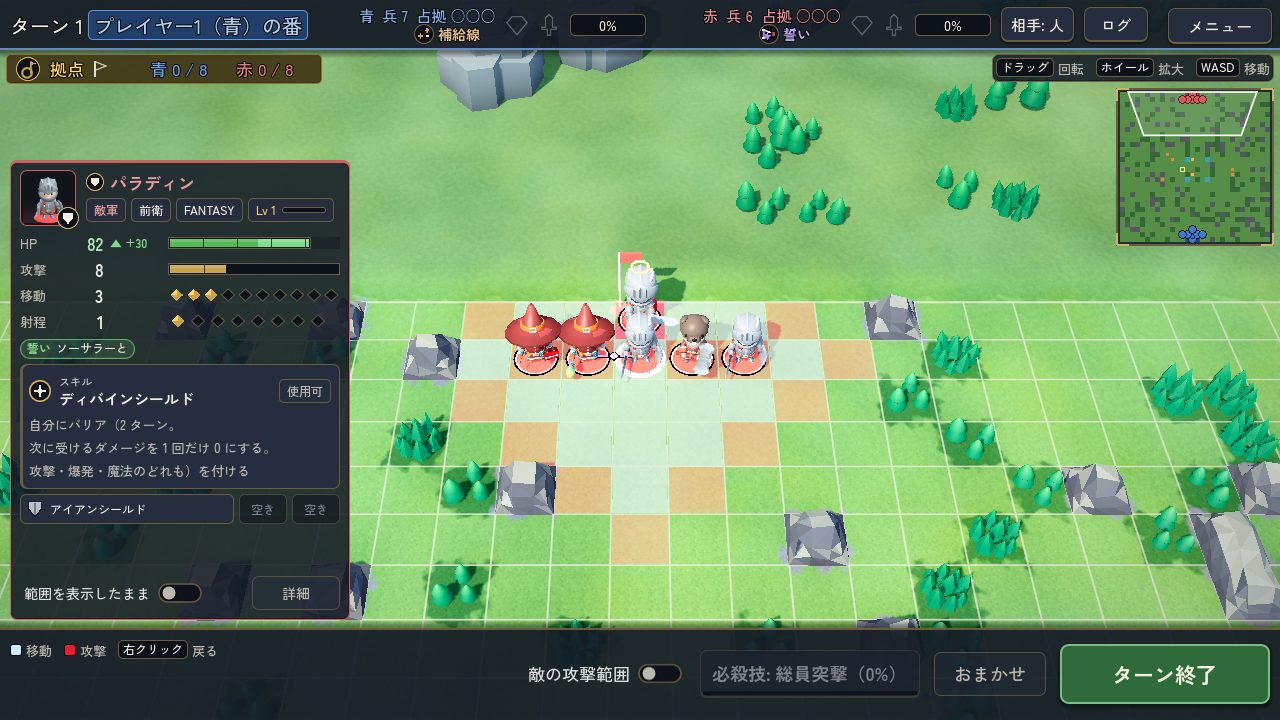 ターン 1 プレイヤー1（青）の番
青 兵 7 占拠 〇〇〇
補給線
0%
赤 兵 6 占拠 〇〇〇
誓い
0%
相手: 人
ログ
メニュー
拠点 青 0 / 8 赤 0 / 8
ドラッグ 回転 ホイール 拡大 WASD 移動
パラディン
敵軍 前衛 FANTASY Lv 1
HP 82 ▲ +30
攻撃 8
移動 3
射程 1
誓い ソーサラーと
スキル
ディバインシールド
使用可
自分にバリア（2 ターン。
次に受けるダメージを 1 回だけ 0 にする。
攻撃・爆発・魔法のどれも）を付ける
アイアンシールド 空き 空き
範囲を表示したまま 詳細
移動 攻撃 右クリック 戻る
敵の攻撃範囲
必殺技: 総員突撃（0%）
おまかせ
ターン終了